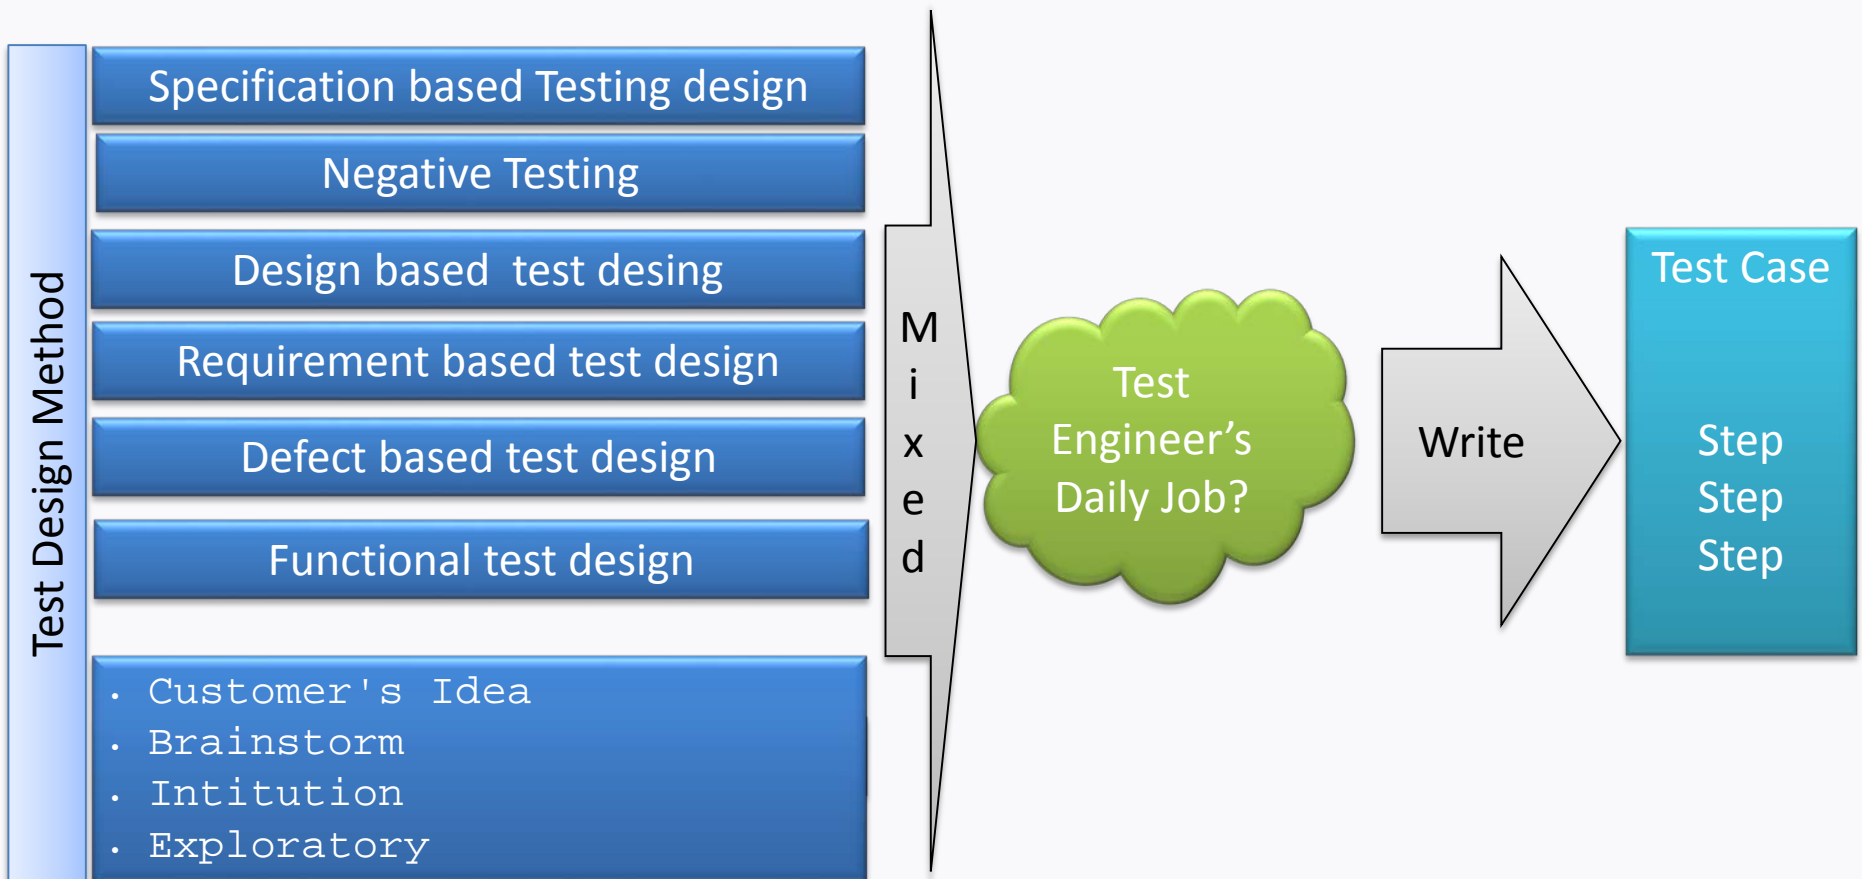 Test Design Method
Specification based Testing design
Negative Testing
Design based  test desing
Requirement based test design
Defect based test design
Functional test design
· Customer's Idea
· Brainstorm
· Intitution
· Exploratory
M
i
x
e
d
Test
Engineer’s
Daily Job?
Write
Test Case
Step
Step
Step